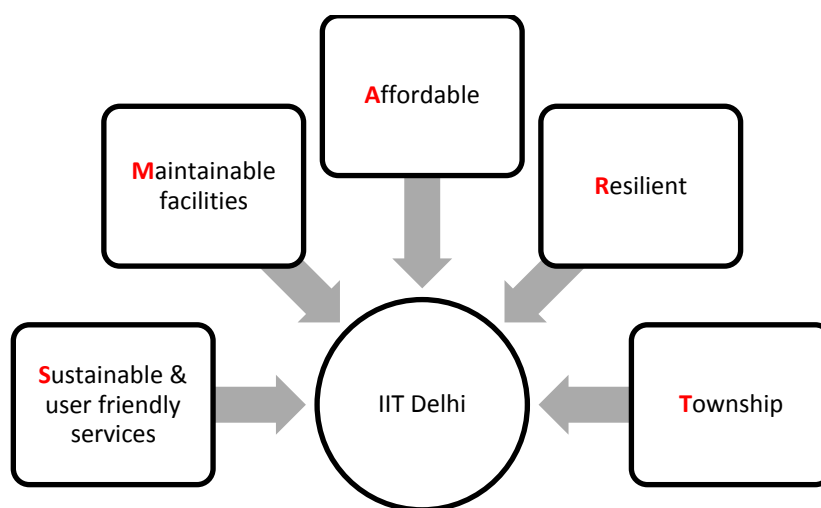 Affordable
Maintainable
facilities
Resilient
Sustainable &
user friendly
services
IIT Delhi
Township